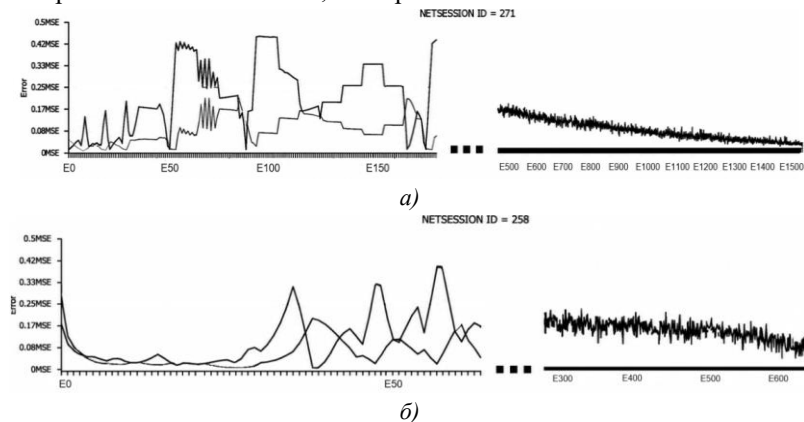 NETSESSION ID = 271
0.5MSE
0.42MSE
0.33MSE
0.25MSE
0.17MSE
0.08MSE
0MSE
Error
E0 E50 E100 E150
E500 E600 E700 E800 E900 E1000 E1100 E1200 E1300 E1400 E1500
а)
NETSESSION ID = 258
0.5MSE
0.42MSE
0.33MSE
0.25MSE
0.17MSE
0.08MSE
0MSE
Error
E0 E50
E300 E400 E500 E600
б)